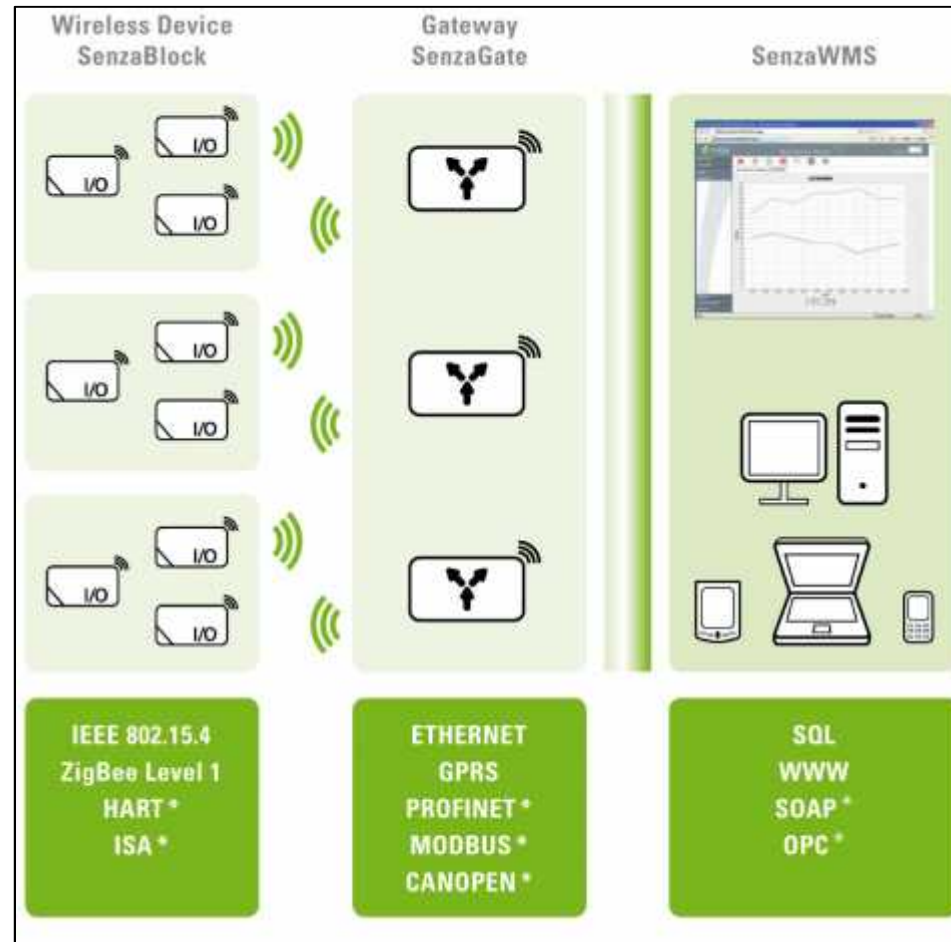 Wireless Device
SenzaBlock
Gateway
SenzaGate
SenzaWMS
I/O
I/O
I/O
I/O
I/O
I/O
I/O
I/O
I/O
IEEE 802.15.4
ZigBee Level 1
HART *
ISA *
ETHERNET
GPRS
PROFINET *
MODBUS *
CANOPEN *
SQL
WWW
SOAP *
OPC *